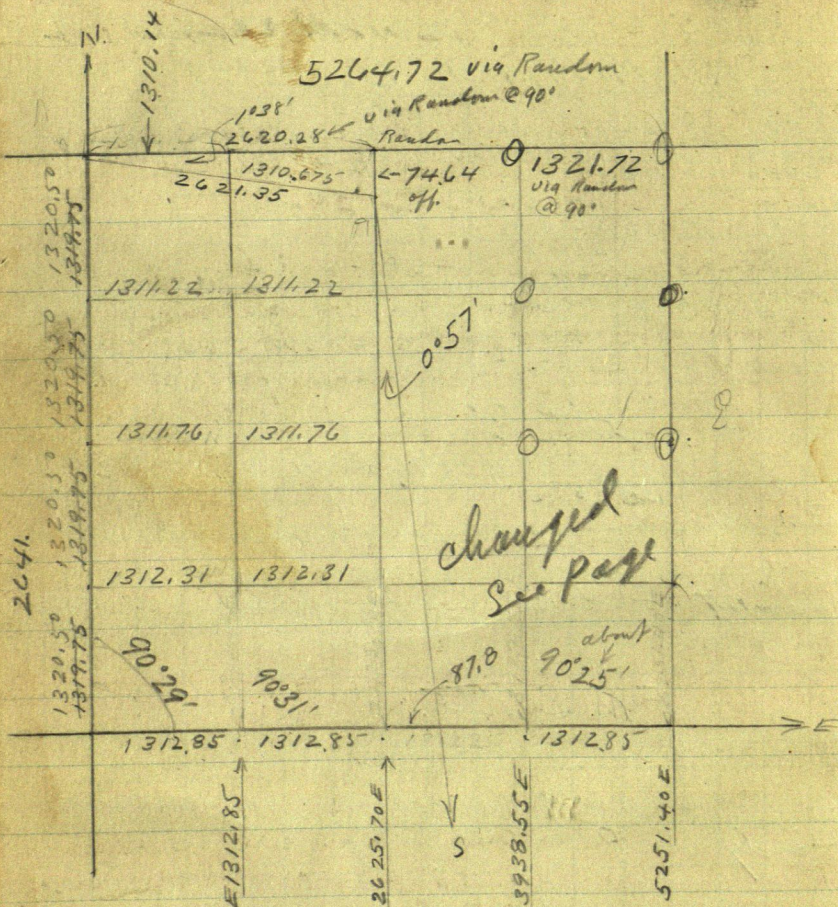 N
1310.14
5264.72 via Random
1°38'
via Random @ 90°
2620.28
Random
1310.675
2621.35
74.64
off.
1321.72
via Random
@ 90°
1320.50
1319.75
1311.22 1311.22
0°57'
1320.50
1319.75
1311.76 1311.76
1320.50
1319.75
changed
See page
2641.
1312.31 1312.31
1320.50
1319.75
90°29'
90°31'
87.8
about
90°25'
E
1312.85 1312.85 1312.85
E1312.85
2625.70E
3938.55E
5251.40E
S